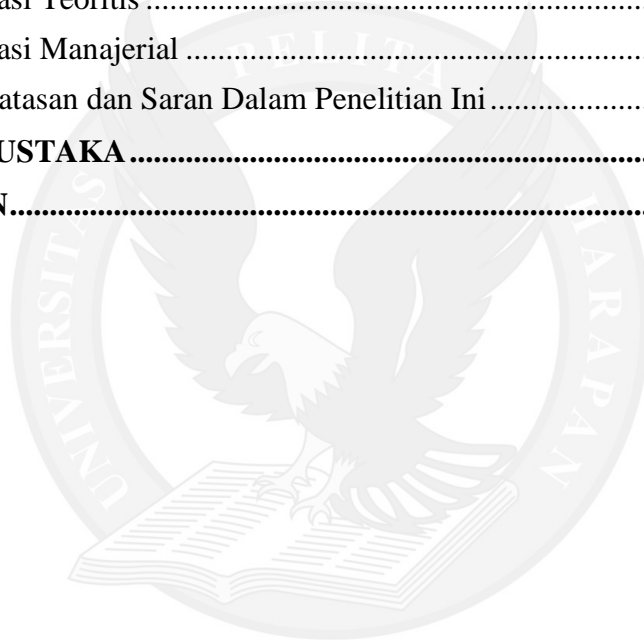 asi Teoritis ........................................................................
asi Manajerial ..................................................................
atasan dan Saran Dalam Penelitian Ini ......................
USTAKA ...........................................................................
N ..........................................................................................
UNIVERSITAS PELITA HARAPAN